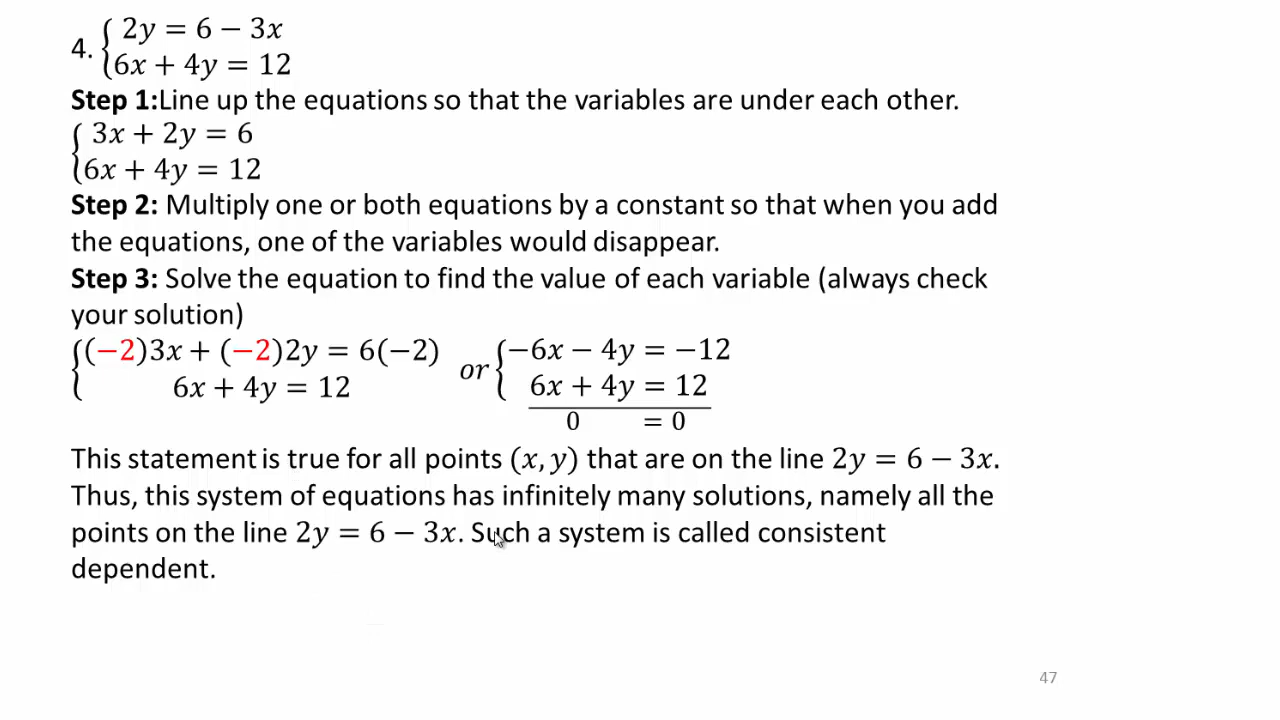 4. { 2y = 6 − 3x
6x + 4y = 12
Step 1:Line up the equations so that the variables are under each other.
{ 3x + 2y = 6
6x + 4y = 12
Step 2: Multiply one or both equations by a constant so that when you add
the equations, one of the variables would disappear.
Step 3: Solve the equation to find the value of each variable (always check
your solution)
{ (−2)3x + (−2)2y = 6(−2) or { −6x − 4y = −12
6x + 4y = 12 6x + 4y = 12
0 = 0
This statement is true for all points (x, y) that are on the line 2y = 6 − 3x.
Thus, this system of equations has infinitely many solutions, namely all the
points on the line 2y = 6 − 3x. Such a system is called consistent
dependent.
47